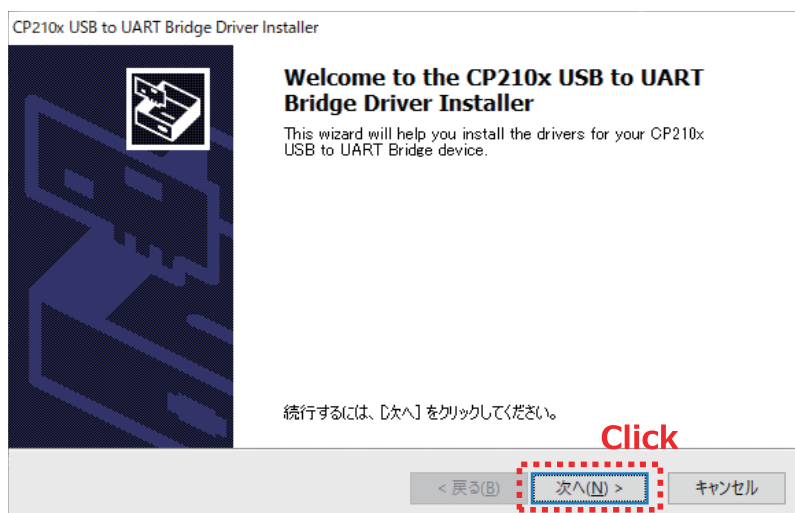 CP210x USB to UART Bridge Driver Installer
Welcome to the CP210x USB to UART
Bridge Driver Installer
This wizard will help you install the drivers for your CP210x
USB to UART Bridge device.
続行するには、[次へ] をクリックしてください。
Click
< 戻る(B) 次へ(N) > キャンセル